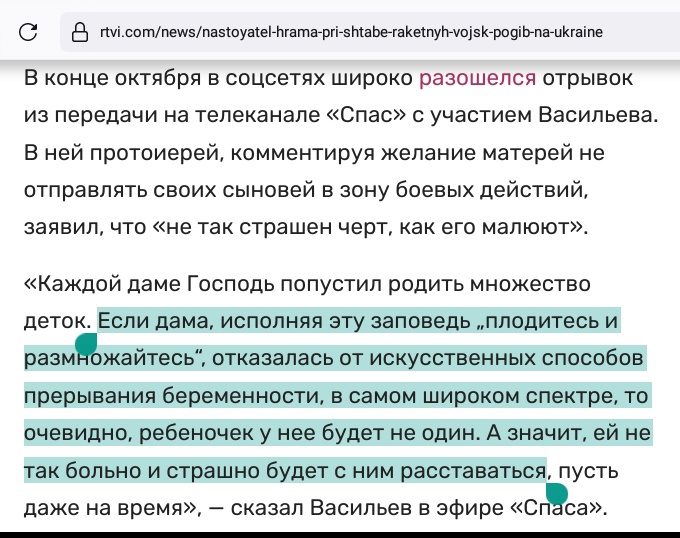 rtvi.com/news/nastoyatel-hrama-pri-shtabe-raketnyh-vojsk-pogib-na-ukraine
В конце октября в соцсетях широко разошелся отрывок
из передачи на телеканале «Спас» с участием Васильева.
В ней протоиерей, комментируя желание матерей не
отправлять своих сыновей в зону боевых действий,
заявил, что «не так страшен черт, как его малюют».
«Каждой даме Господь попустил родить множество
деток. Если дама, исполняя эту заповедь „плодитесь и
размножайтесь“, отказалась от искусственных способов
прерывания беременности, в самом широком спектре, то
очевидно, ребеночек у нее будет не один. А значит, ей не
так больно и страшно будет с ним расставаться, пусть
даже на время», — сказал Васильев в эфире «Спаса».